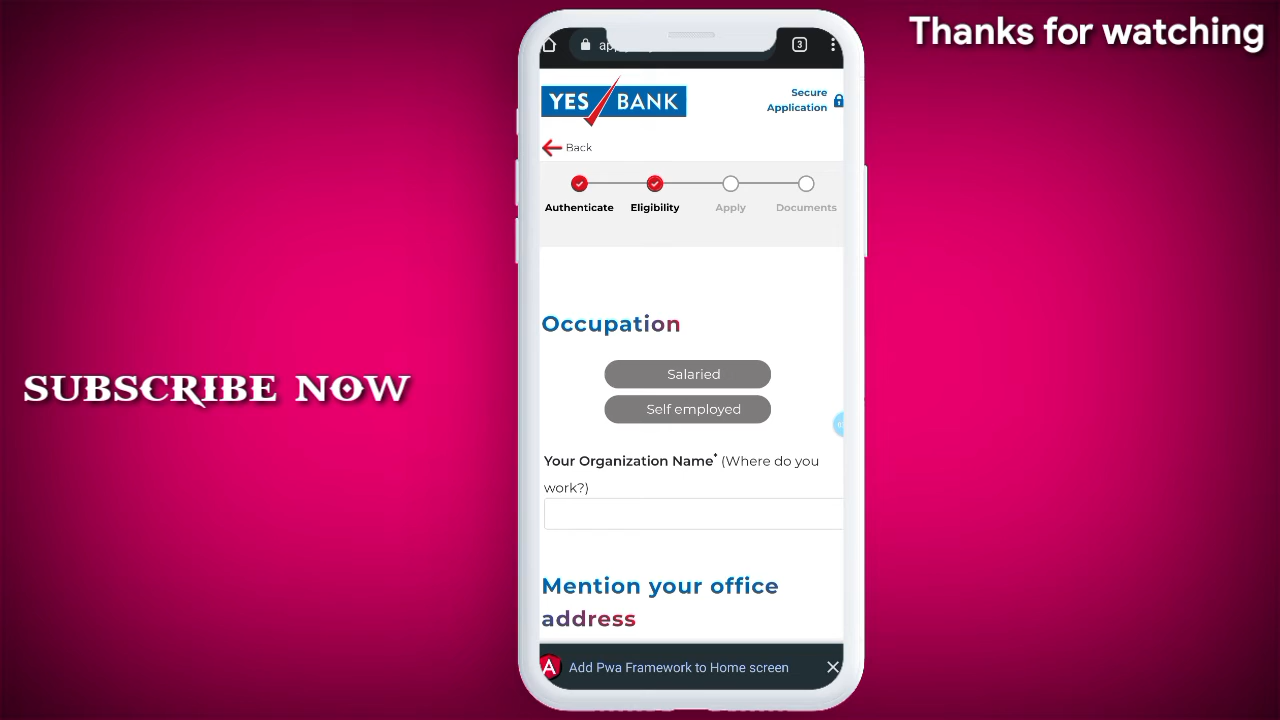 Thanks for watching
3
YES BANK
Secure
Application
Back
Authenticate Eligibility Apply Documents
Occupation
Salaried
Self employed
SUBSCRIBE NOW
Your Organization Name* (Where do you
work?)
Mention your office
address
Add Pwa Framework to Home screen